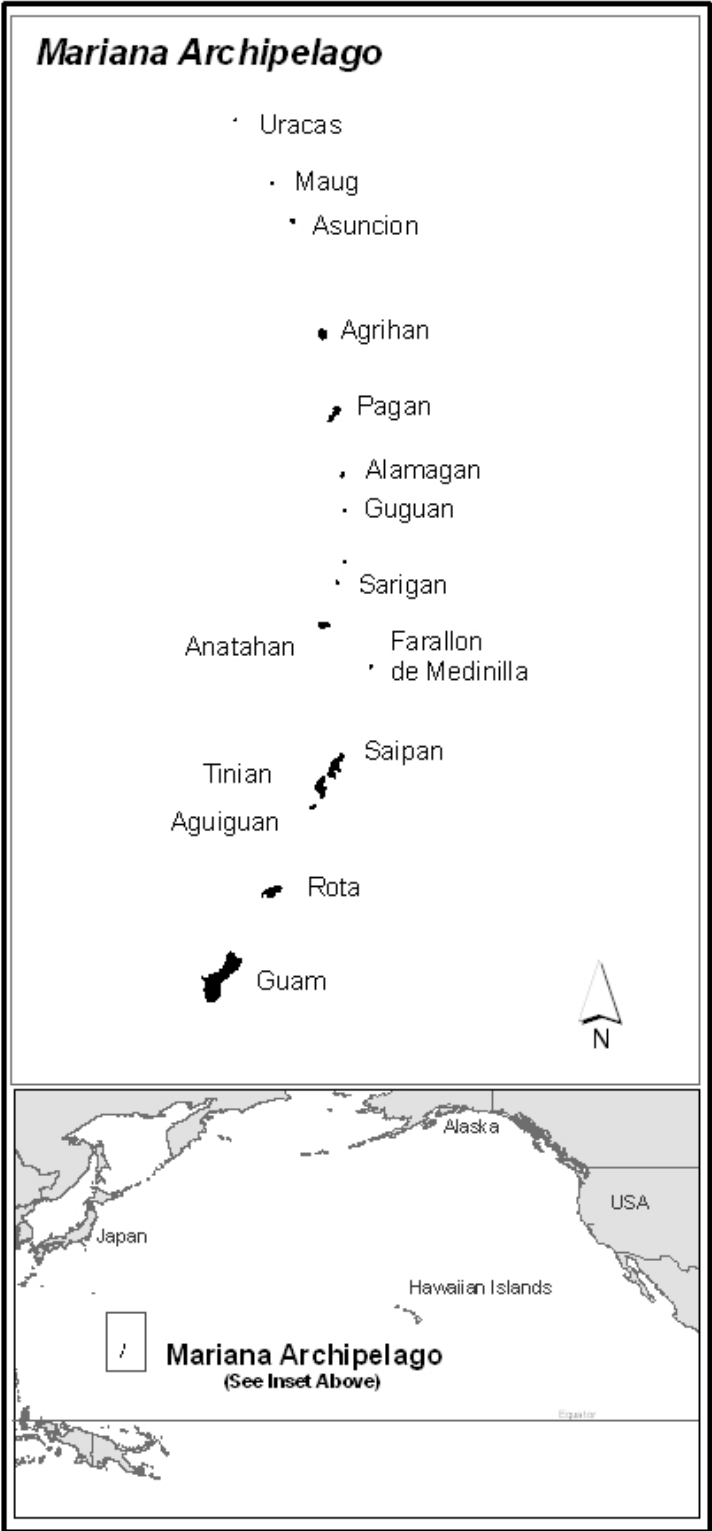 Mariana Archipelago
Uracas
Maug
Asuncion
Agrihan
Pagan
Alamagan
Guguan
Sarigan
Anatahan
Farallon
de Medinilla
Saipan
Tinian
Aguiguan
Rota
Guam
N
Alaska
USA
Japan
Hawaiian Islands
Mariana Archipelago
(See Inset Above)
Equator